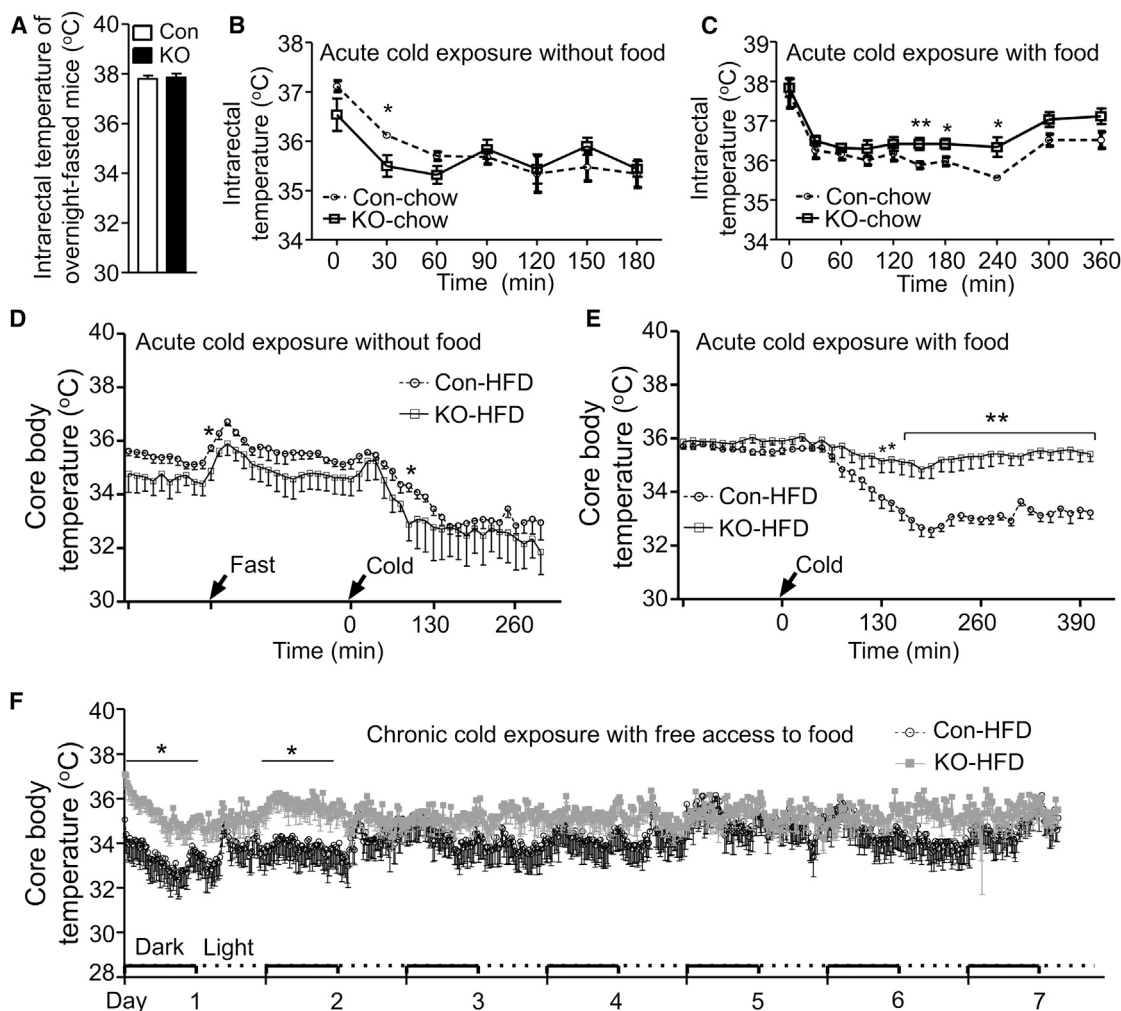 A
Intrarectal temperature of
overnight-fasted mice (°C)
42
40
38
36
34
32
30
Con
KO
B
Acute cold exposure without food
Intrarectal
temperature (°C)
38
37
36
35
34
*
Con-chow
KO-chow
0 30 60 90 120 150 180
Time (min)
C
Acute cold exposure with food
Intrarectal
temperature (°C)
39
38
37
36
35
34
** * *
Con-chow
KO-chow
0 60 120 180 240 300 360
Time (min)
D
Acute cold exposure without food
Core body
temperature (°C)
40
38
36
34
32
30
Con-HFD
KO-HFD
*
*
Fast
Cold
0 130 260
Time (min)
E
Acute cold exposure with food
Core body
temperature (°C)
40
38
36
34
32
30
**
**
Con-HFD
KO-HFD
Cold
0 130 260 390
Time (min)
F
Chronic cold exposure with free access to food
Core body
temperature (°C)
40
38
36
34
32
30
28
* *
Con-HFD
KO-HFD
Dark Light
Day 1 2 3 4 5 6 7